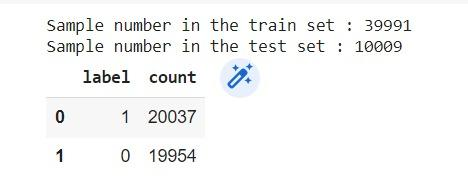 Sample number in the train set : 39991
Sample number in the test set : 10009
label count
0 1 20037
1 0 19954